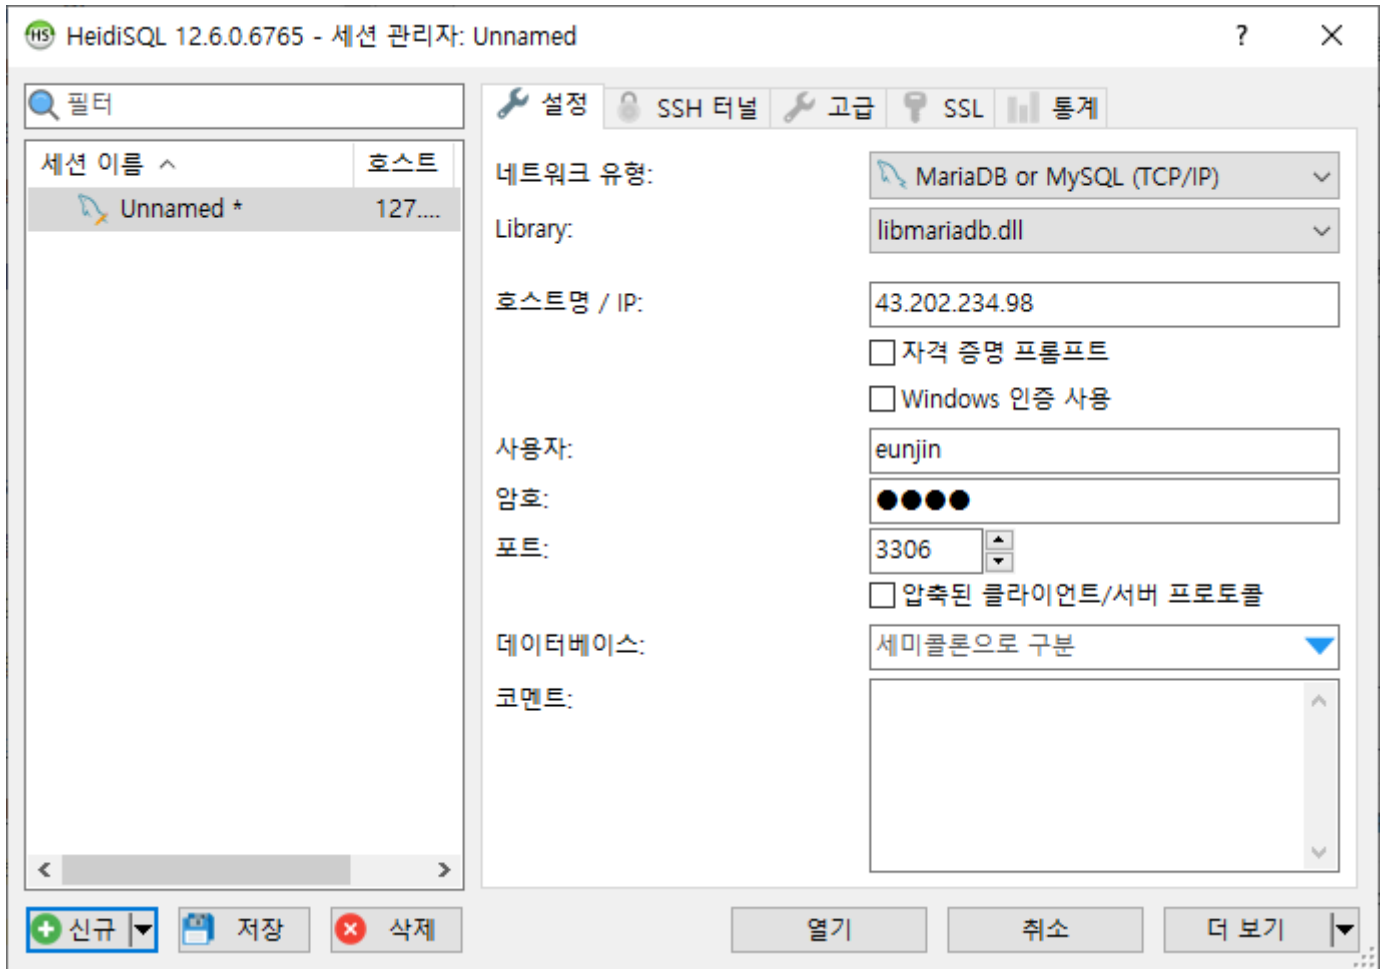 HS HeidiSQL 12.6.0.6765 - 세션 관리자: Unnamed ?
필터
세션 이름 호스트
Unnamed * 127....
설정 SSH 터널 고급 SSL 통계
네트워크 유형: MariaDB or MySQL (TCP/IP)
Library: libmariadb.dll
호스트명 / IP: 43.202.234.98
자격 증명 프롬프트
Windows 인증 사용
사용자: eunjin
암호: ●●●●
포트: 3306
압축된 클라이언트/서버 프로토콜
데이터베이스: 세미콜론으로 구분
코멘트:
신규 저장 삭제 열기 취소 더 보기